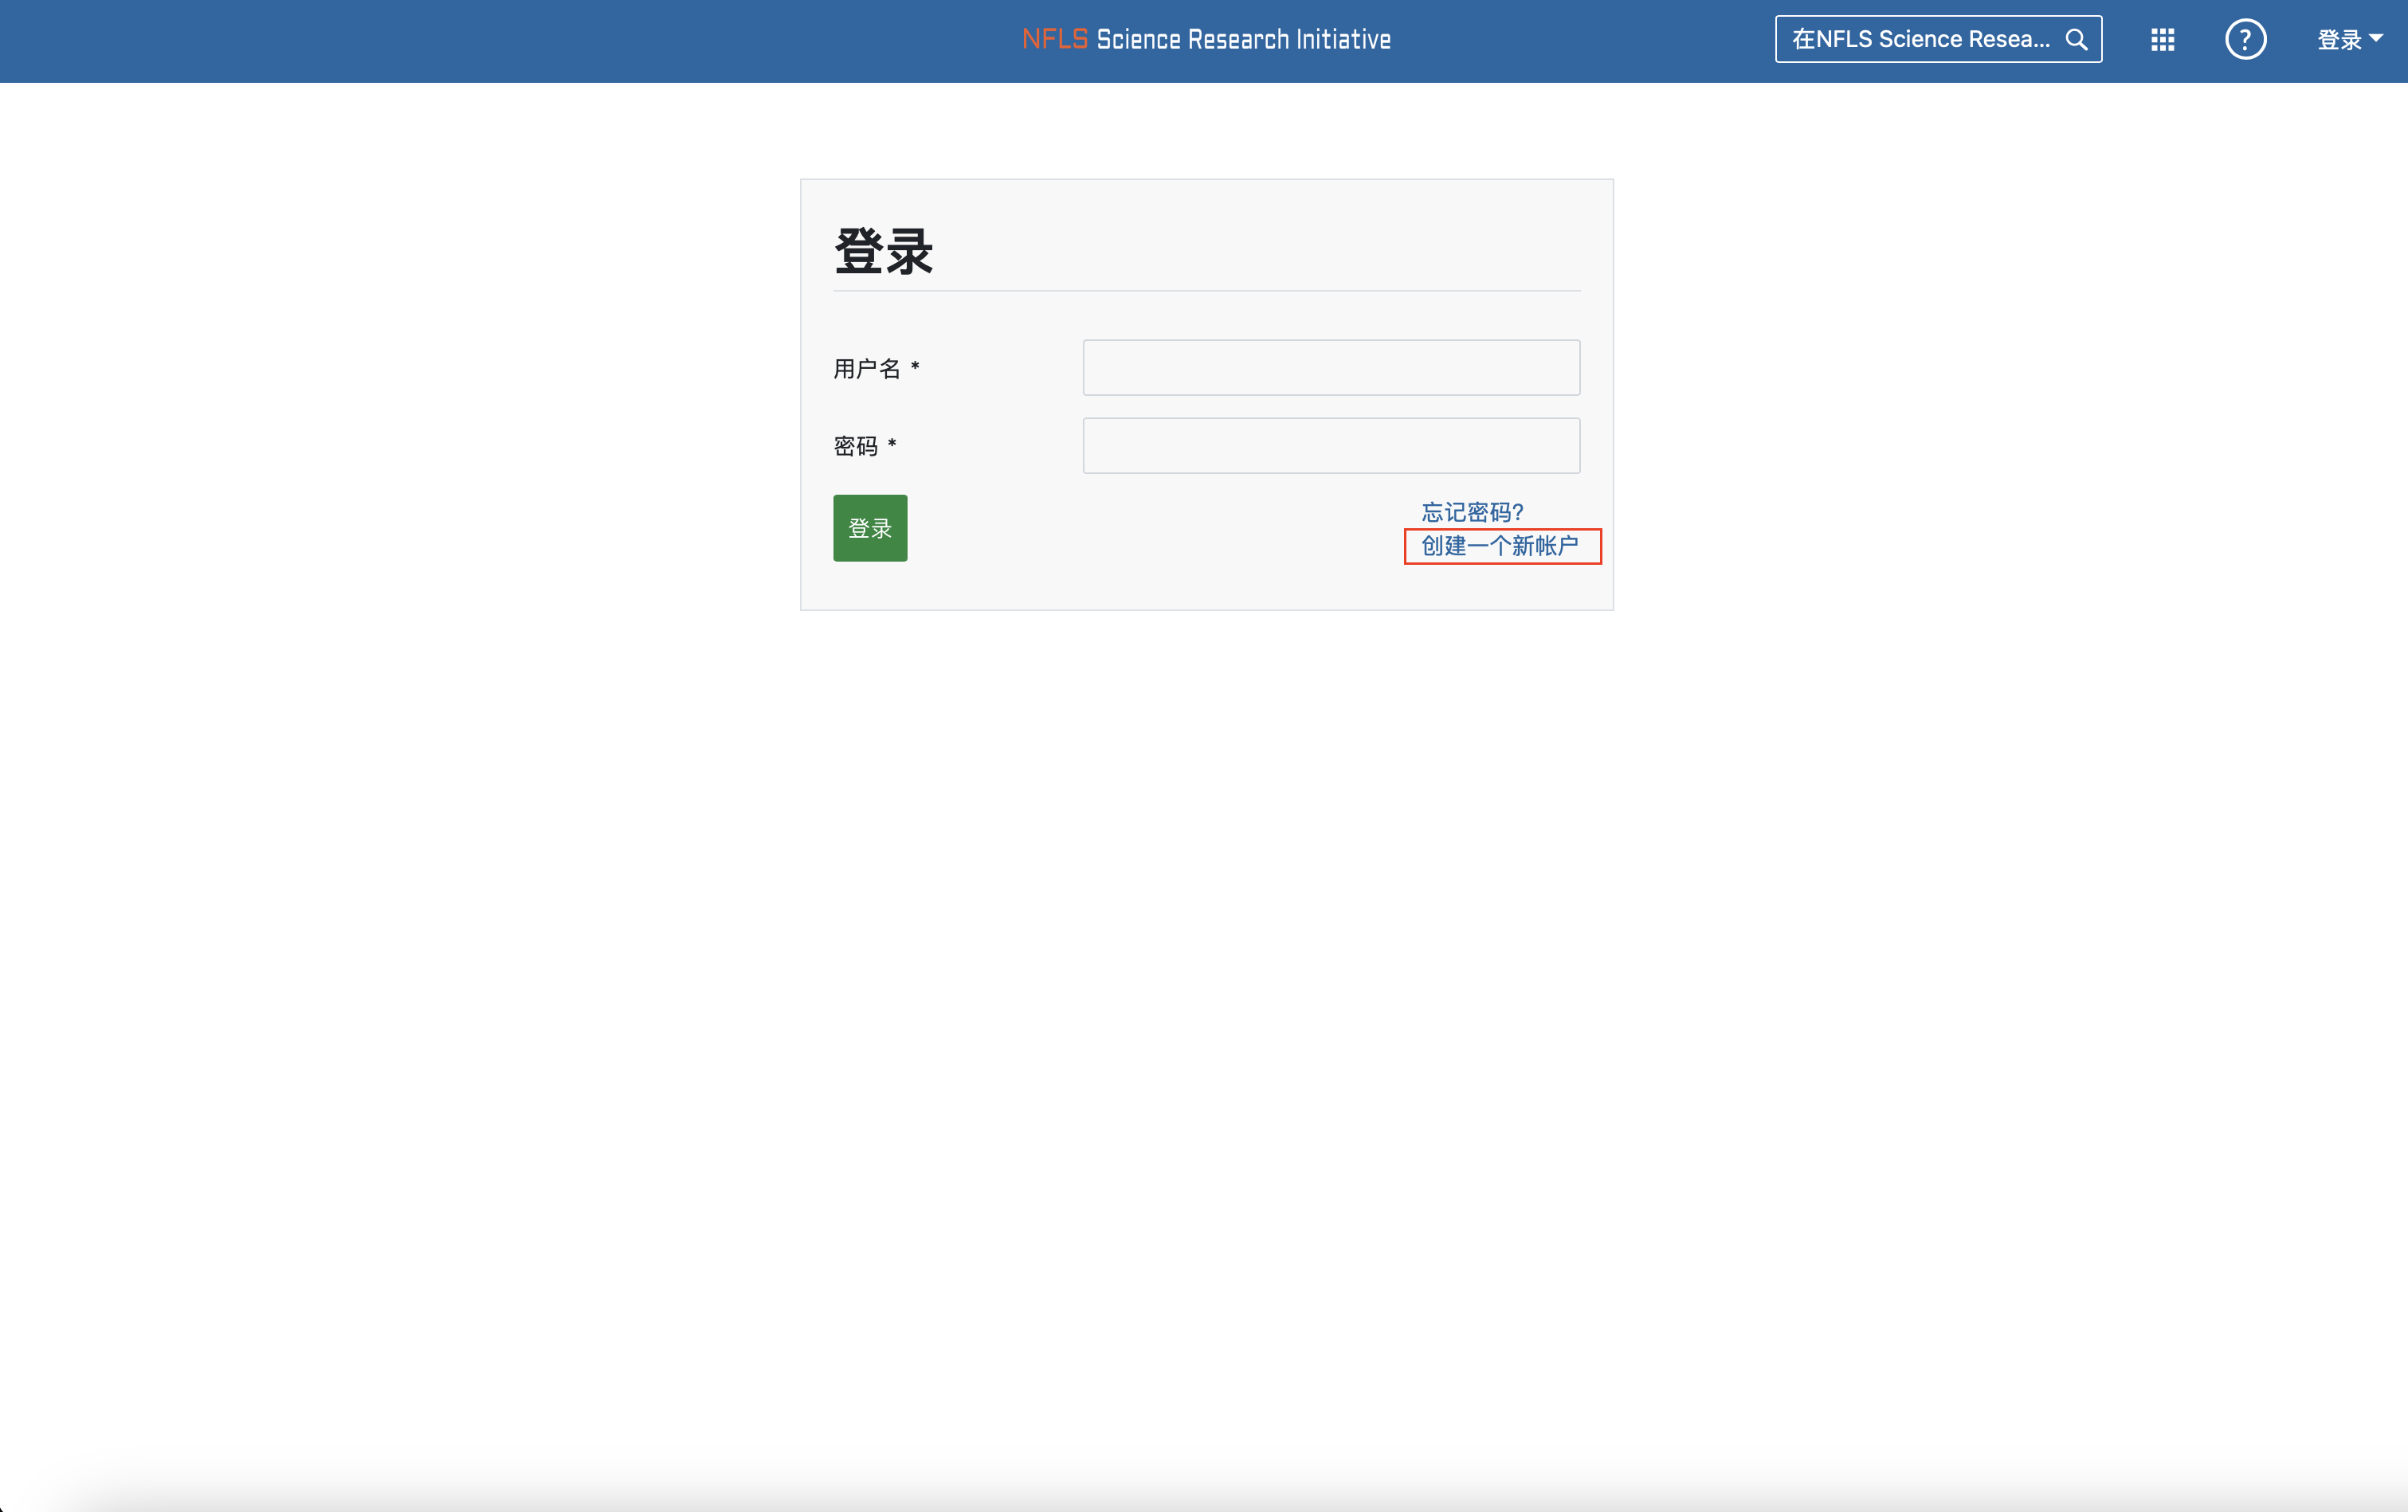 NFLS Science Research Initiative
在NFLS Science Resea...
?
登录
登录
用户名 *
密码 *
登录
忘记密码?
创建一个新帐户